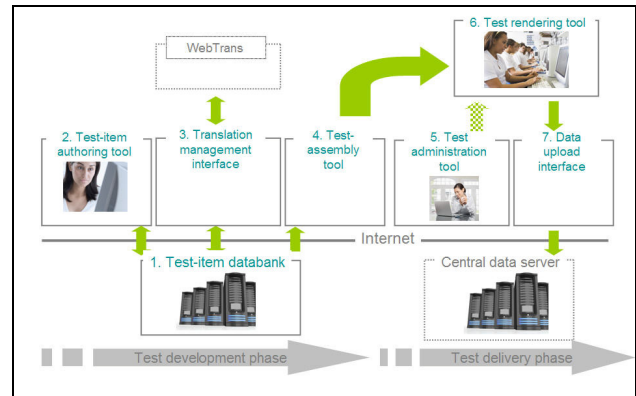 6. Test rendering tool
WebTrans
2. Test-item
authoring tool
3. Translation
management
interface
4. Test-
assembly
tool
5. Test
administration
tool
7. Data
upload
interface
Internet
1. Test-item databank
Central data server
Test development phase
Test delivery phase